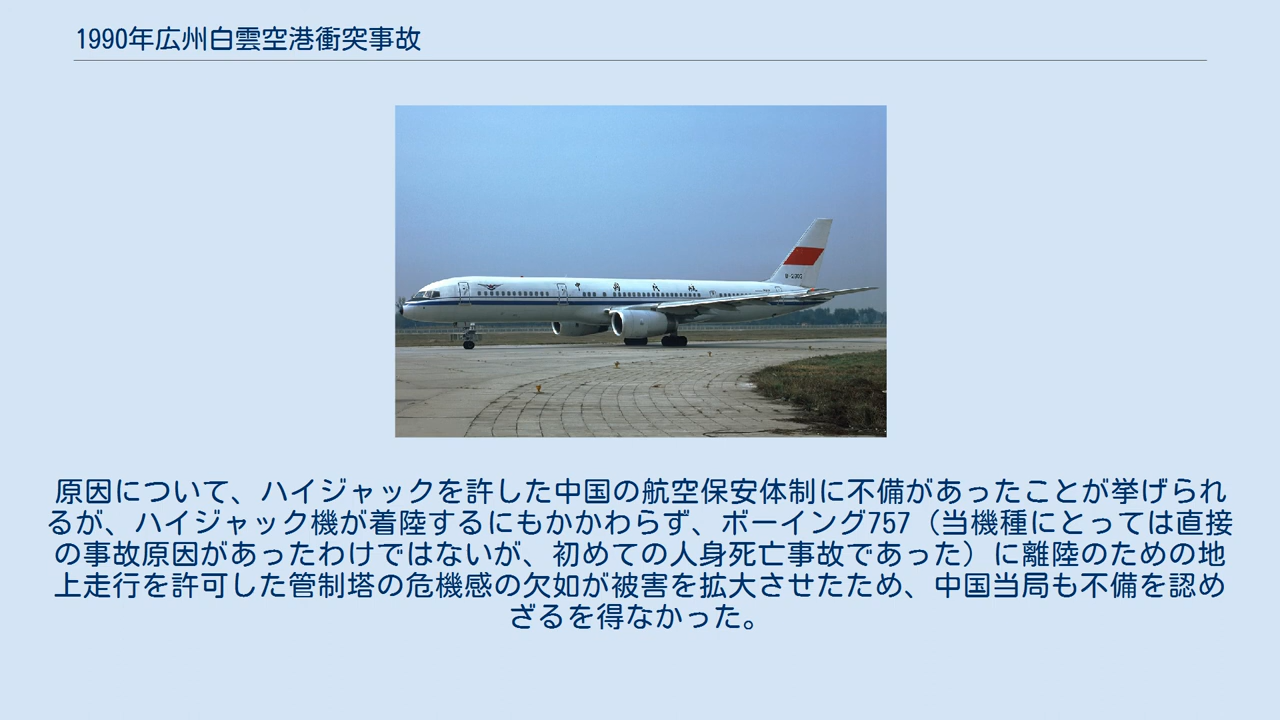 1990年広州白雲空港衝突事故
原因について、ハイジャックを許した中国の航空保安体制に不備があったことが挙げられ
るが、ハイジャック機が着陸するにもかかわらず、ボーイング757（当機種にとっては直接
の事故原因があったわけではないが、初めての人身死亡事故であった）に離陸のための地
上走行を許可した管制塔の危機感の欠如が被害を拡大させたため、中国当局も不備を認め
ざるを得なかった。